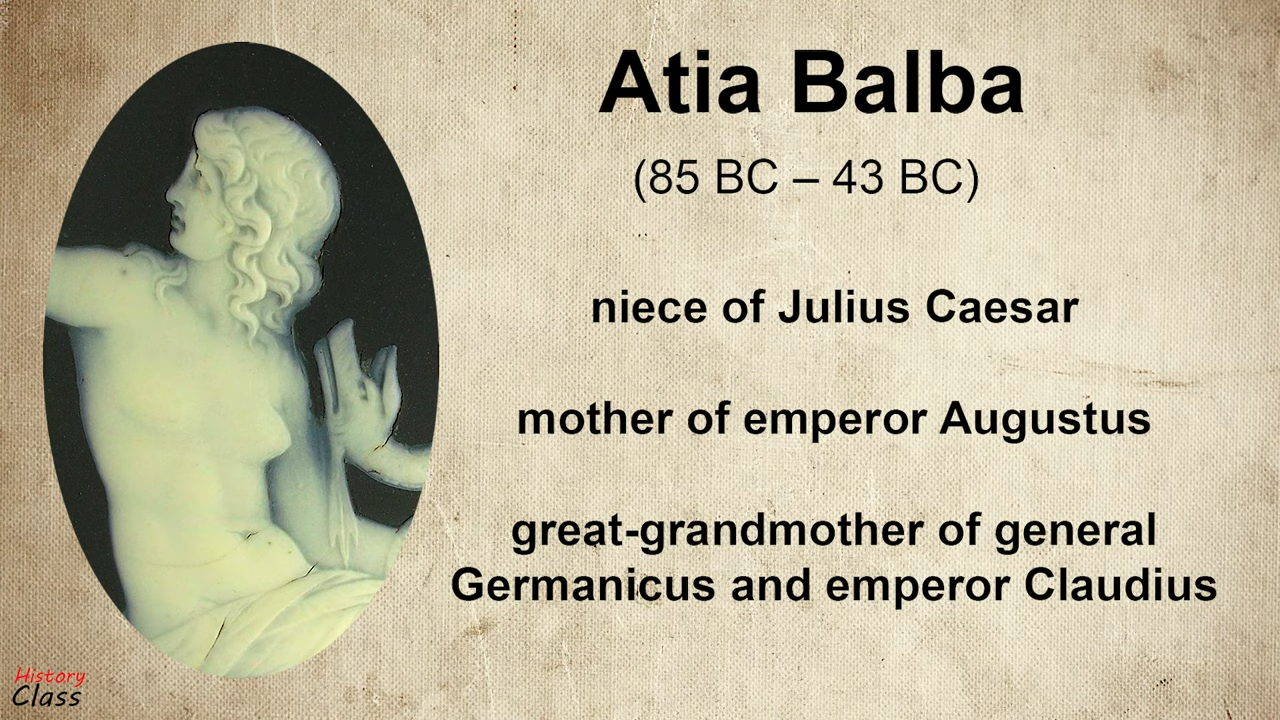 Atia Balba
(85 BC – 43 BC)
niece of Julius Caesar
mother of emperor Augustus
great-grandmother of general
Germanicus and emperor Claudius
History
Class